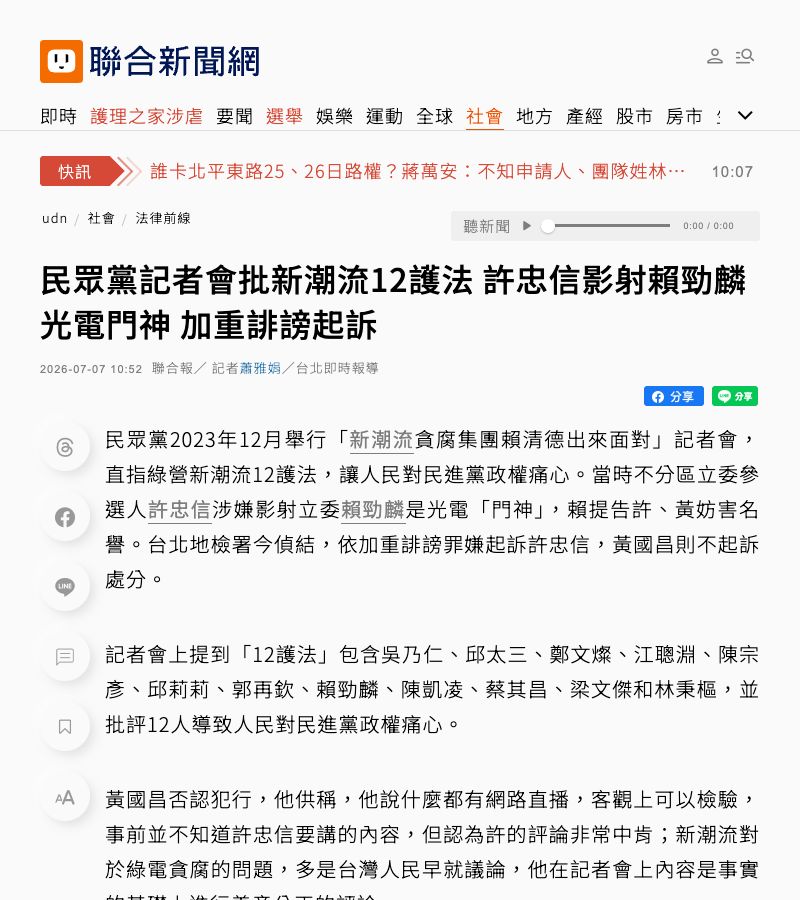 聯合新聞網
即時 護理之家涉虐 要聞 選舉 娛樂 運動 全球 社會 地方 產經 股市 房市
快訊 誰卡北平東路25、26日路權？蔣萬安：不知申請人、團隊姓林⋯ 10:07
udn / 社會 / 法律前線
聽新聞 0:00 / 0:00
民眾黨記者會批新潮流12護法 許忠信影射賴勁麟
光電門神 加重誹謗起訴
2026-07-07 10:52 聯合報／ 記者蕭雅娟／台北即時報導
分享 分享
民眾黨2023年12月舉行「新潮流貪腐集團賴清德出來面對」記者會，
直指綠營新潮流12護法，讓人民對民進黨政權痛心。當時不分區立委參
選人許忠信涉嫌影射立委賴勁麟是光電「門神」，賴提告許、黃妨害名
譽。台北地檢署今偵結，依加重誹謗罪嫌起訴許忠信，黃國昌則不起訴
處分。
LINE
記者會上提到「12護法」包含吳乃仁、邱太三、鄭文燦、江聰淵、陳宗
彥、邱莉莉、郭再欽、賴勁麟、陳凱凌、蔡其昌、梁文傑和林秉樞，並
批評12人導致人民對民進黨政權痛心。
AA
黃國昌否認犯行，他供稱，他說什麼都有網路直播，客觀上可以檢驗，
事前並不知道許忠信要講的內容，但認為許的評論非常中肯；新潮流對
於綠電貪腐的問題，多是台灣人民早就議論，他在記者會上內容是事實